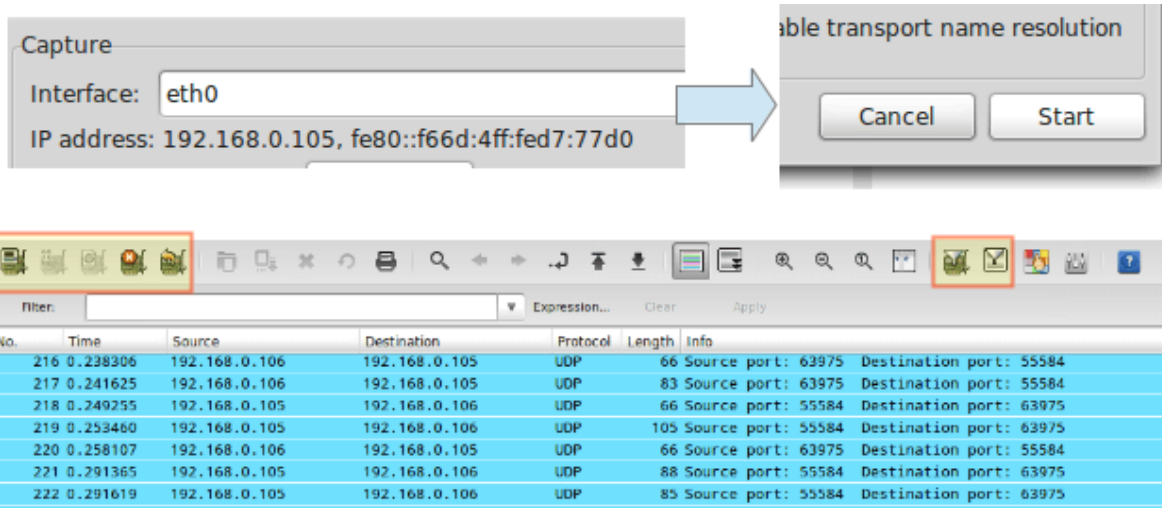 Capture
Interface: eth0
IP address: 192.168.0.105, fe80::f66d:4ff:fed7:77d0
able transport name resolution
Cancel Start
Filter: Expression... Clear Apply
No. Time Source Destination Protocol Length Info
216 0.238306 192.168.0.106 192.168.0.105 UDP 66 Source port: 63975 Destination port: 55584
217 0.241625 192.168.0.106 192.168.0.105 UDP 83 Source port: 63975 Destination port: 55584
218 0.249255 192.168.0.105 192.168.0.106 UDP 66 Source port: 55584 Destination port: 63975
219 0.253460 192.168.0.105 192.168.0.106 UDP 105 Source port: 55584 Destination port: 63975
220 0.258107 192.168.0.106 192.168.0.105 UDP 66 Source port: 63975 Destination port: 55584
221 0.291365 192.168.0.105 192.168.0.106 UDP 88 Source port: 55584 Destination port: 63975
222 0.291619 192.168.0.105 192.168.0.106 UDP 85 Source port: 55584 Destination port: 63975